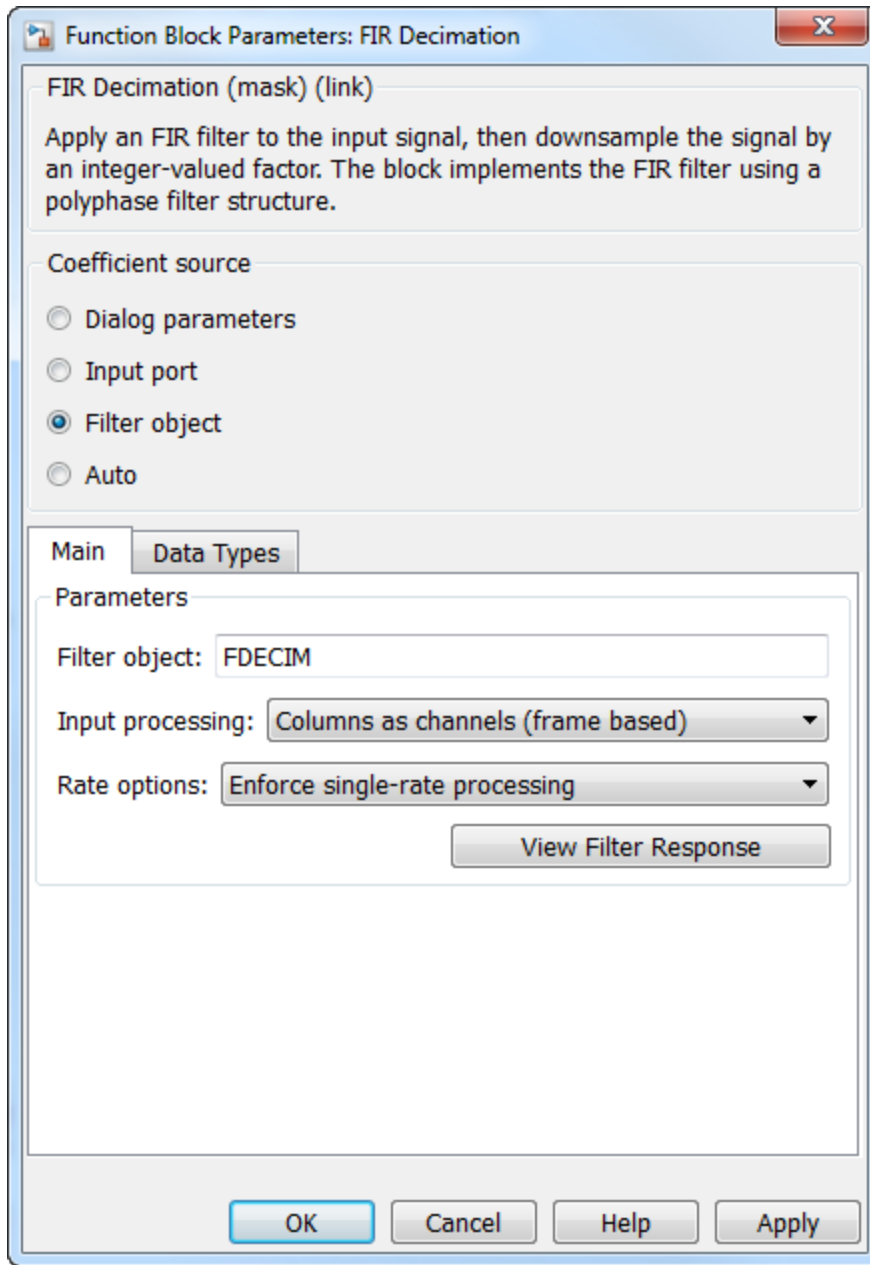 Function Block Parameters: FIR Decimation
X
FIR Decimation (mask) (link)
Apply an FIR filter to the input signal, then downsample the signal by
an integer-valued factor. The block implements the FIR filter using a
polyphase filter structure.
Coefficient source
Dialog parameters
Input port
Filter object
Auto
Main Data Types
Parameters
Filter object: FDECIM
Input processing: Columns as channels (frame based)
Rate options: Enforce single-rate processing
View Filter Response
OK Cancel Help Apply